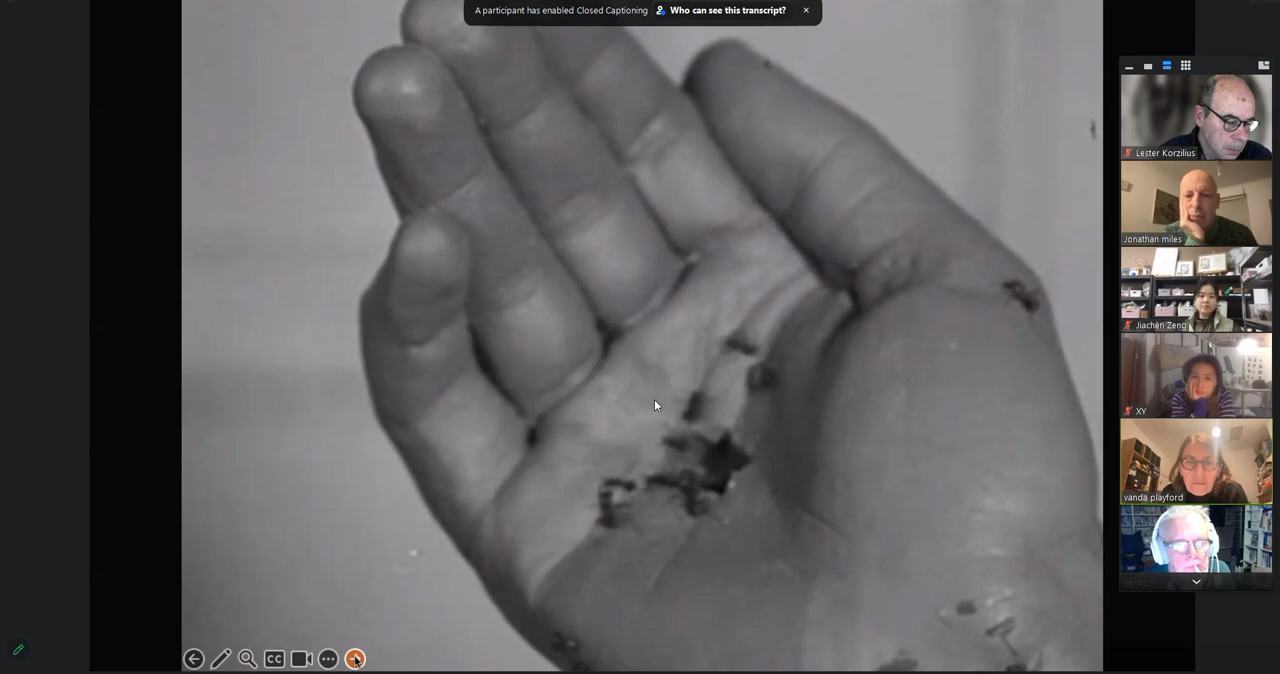 A participant has enabled Closed Captioning Who can see this transcript?
Lester Korzilius
Jonathan miles
Jiachen Zeng
XY
vanda playford
CC